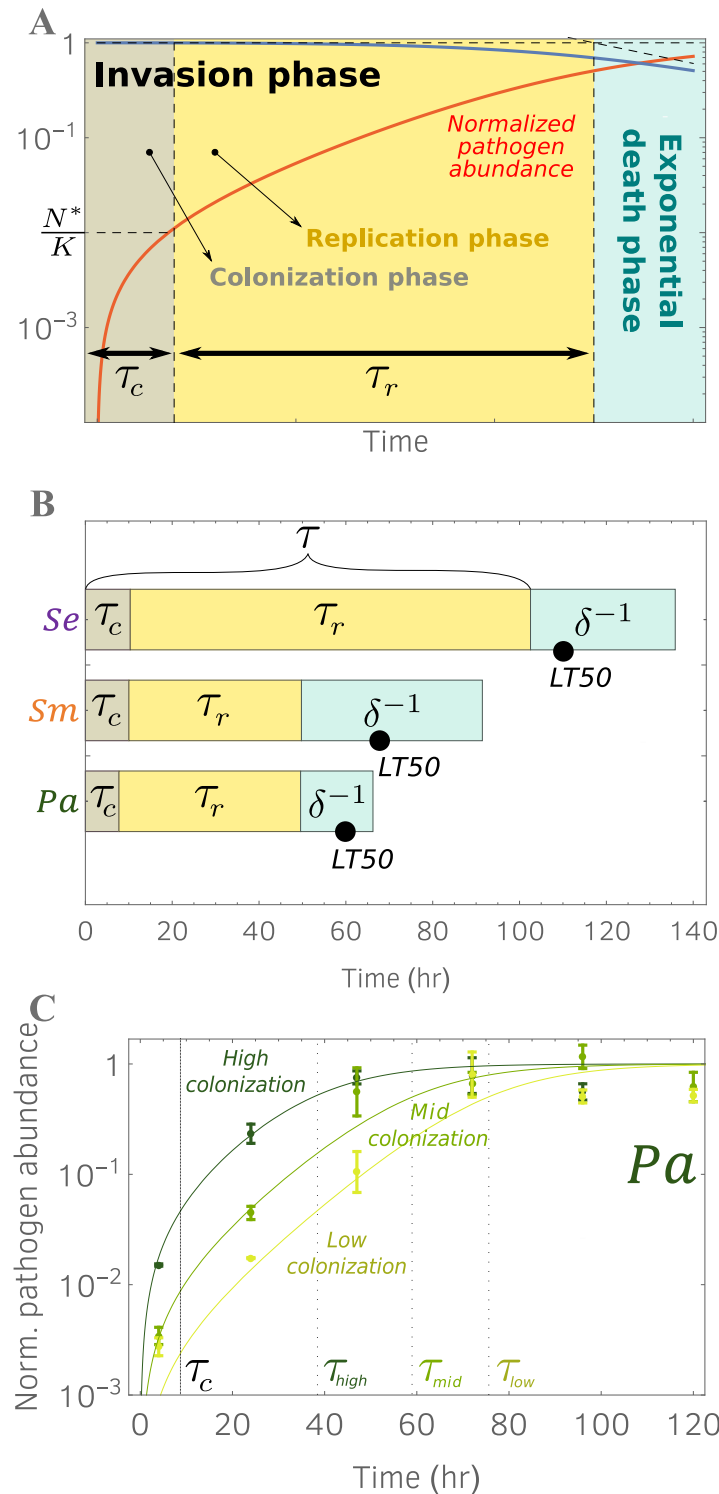 A
1
Invasion phase
10⁻¹
Normalized
pathogen
abundance
Exponential
death phase
N*
K
Replication phase
Colonization phase
10⁻³
τc
τr
Time
B
τ
Se
τc
τr
δ⁻¹
LT50
Sm
τc
τr
δ⁻¹
LT50
Pa
τc
τr
δ⁻¹
LT50
0 20 40 60 80 100 120 140
Time (hr)
C
Norm. pathogen abundance
1
10⁻¹
10⁻²
10⁻³
High
colonization
Mid
colonization
Pa
Low
colonization
τc
τhigh
τmid
τlow
0 20 40 60 80 100 120
Time (hr)